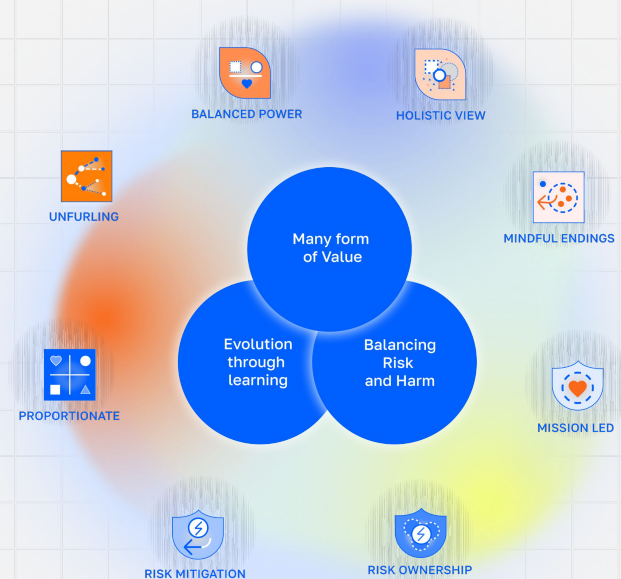 BALANCED POWER
HOLISTIC VIEW
UNFURLING
MINDFUL ENDINGS
Many form
of Value
Evolution
through
learning
Balancing
Risk
and Harm
PROPORTIONATE
MISSION LED
RISK MITIGATION
RISK OWNERSHIP